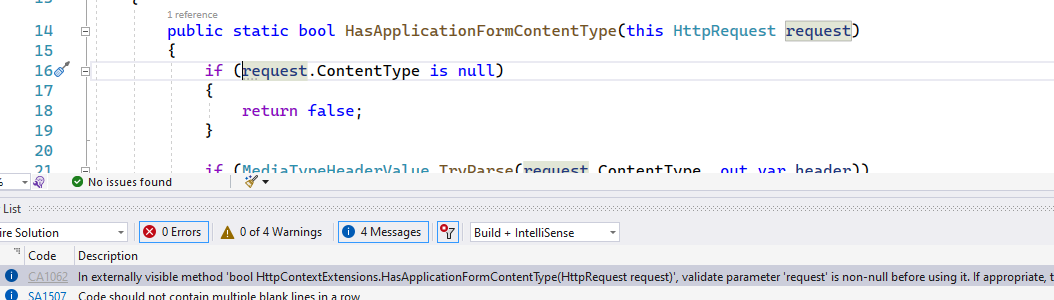 13
1 reference
14 public static bool HasApplicationFormContentType(this HttpRequest request)
15 {
16 if (request.ContentType is null)
17 {
18 return false;
19 }
20
21 if (MediaTypeHeaderValue.TryParse(request.ContentType, out var header))
% No issues found
List
ire Solution 0 Errors 0 of 4 Warnings 4 Messages Build + IntelliSense
Code Description
CA1062 In externally visible method 'bool HttpContextExtensions.HasApplicationFormContentType(HttpRequest request)', validate parameter 'request' is non-null before using it. If appropriate, t
SA1507 Code should not contain multiple blank lines in a row